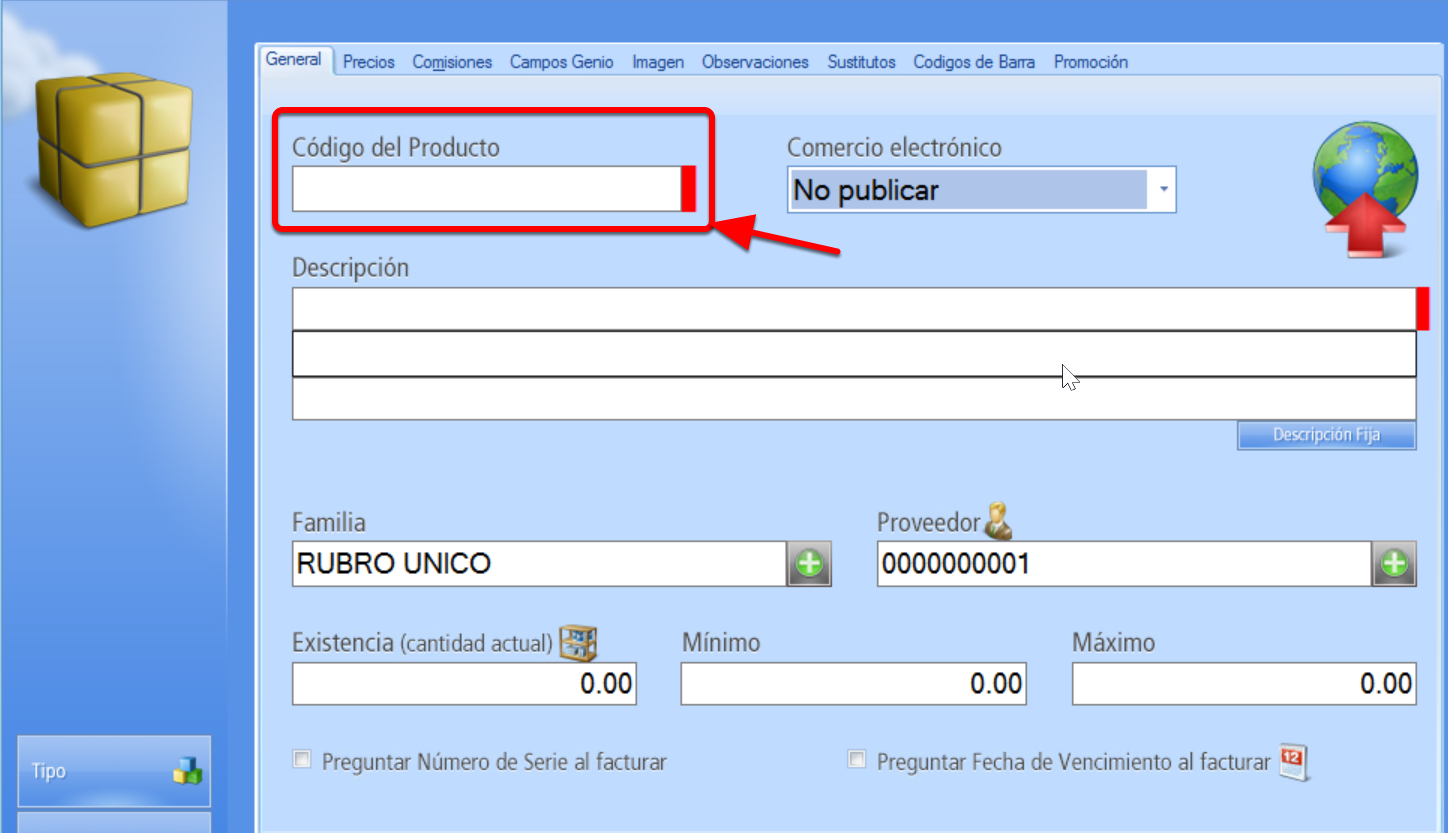 General Precios Comisiones Campos Genio Imagen Observaciones Sustitutos Codigos de Barra Promoción
Código del Producto Comercio electrónico
No publicar
Descripción
Descripción Fija
Familia Proveedor
RUBRO UNICO 0000000001
Existencia (cantidad actual) Mínimo Máximo
0.00 0.00 0.00
Preguntar Número de Serie al facturar Preguntar Fecha de Vencimiento al facturar 12
Tipo